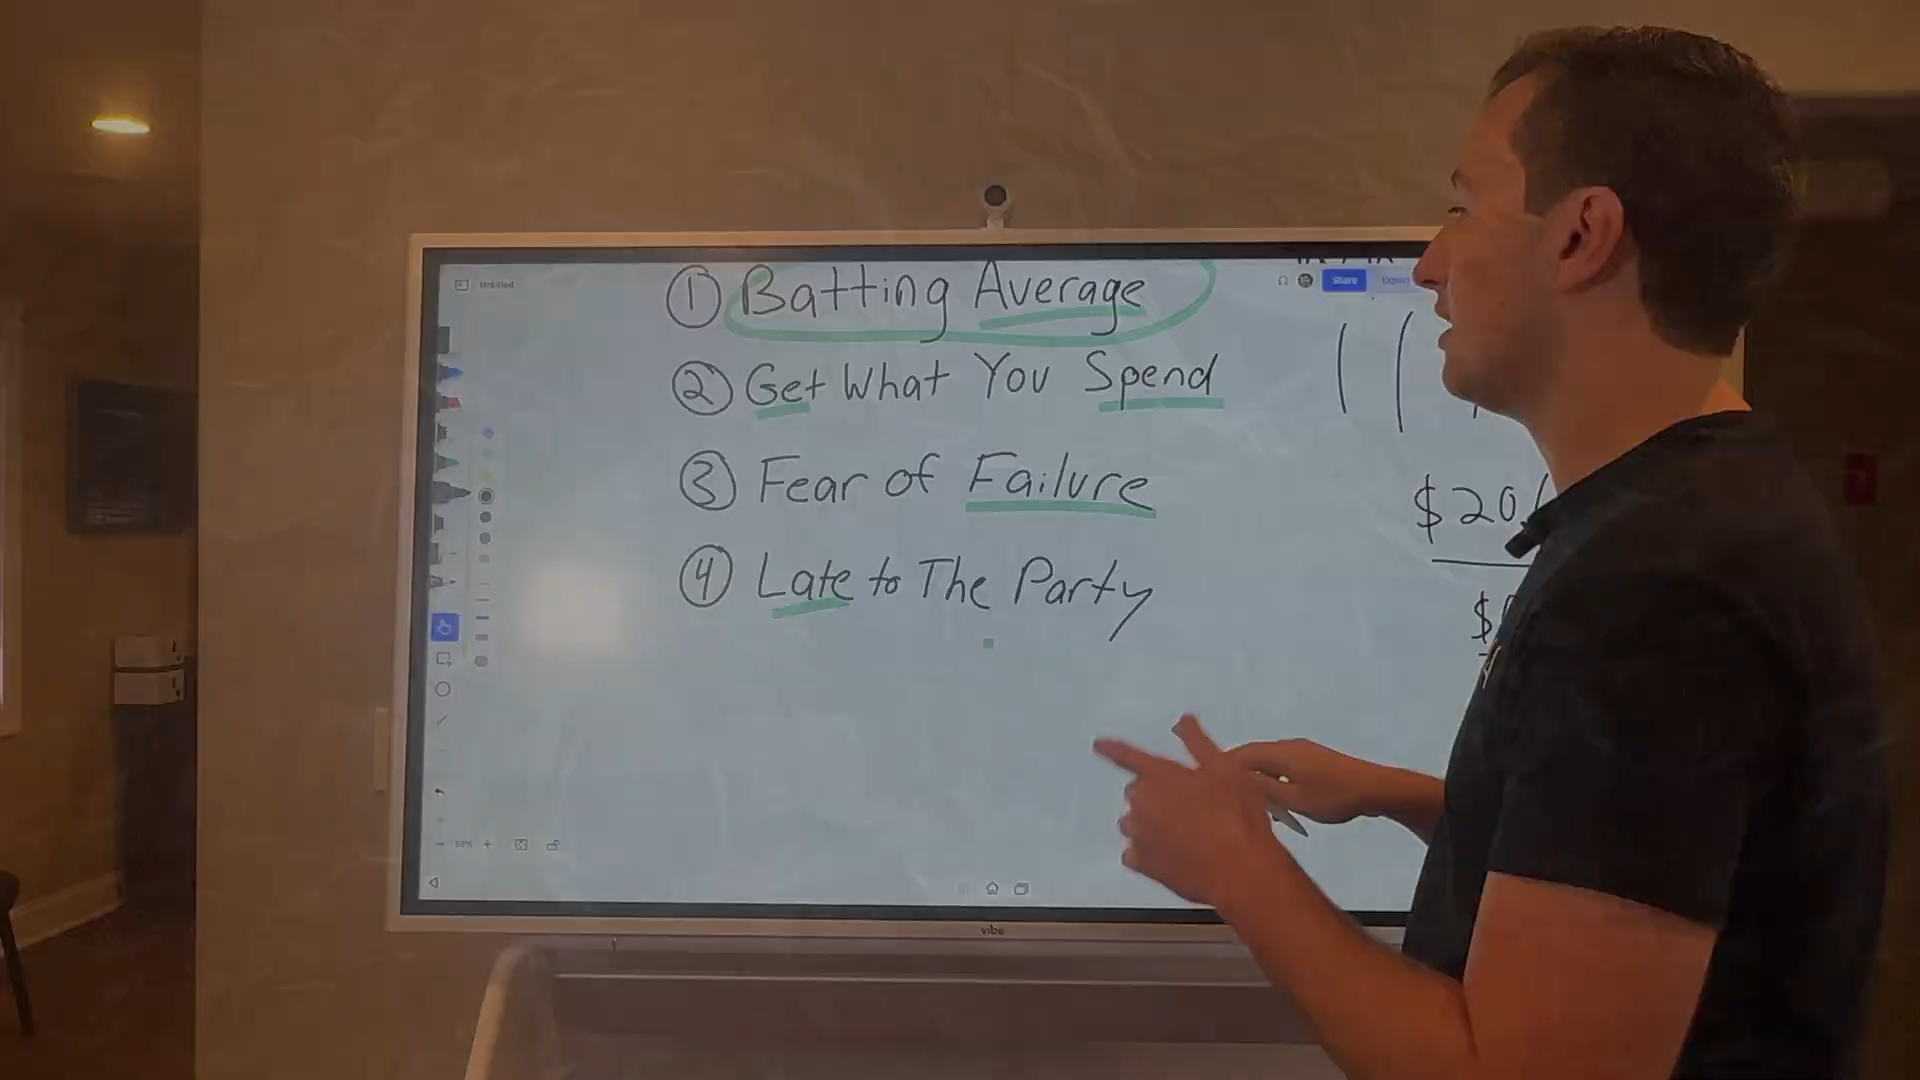 Untitled
Share
① Batting Average
② Get What You Spend
③ Fear of Failure
④ Late to The Party
vibe